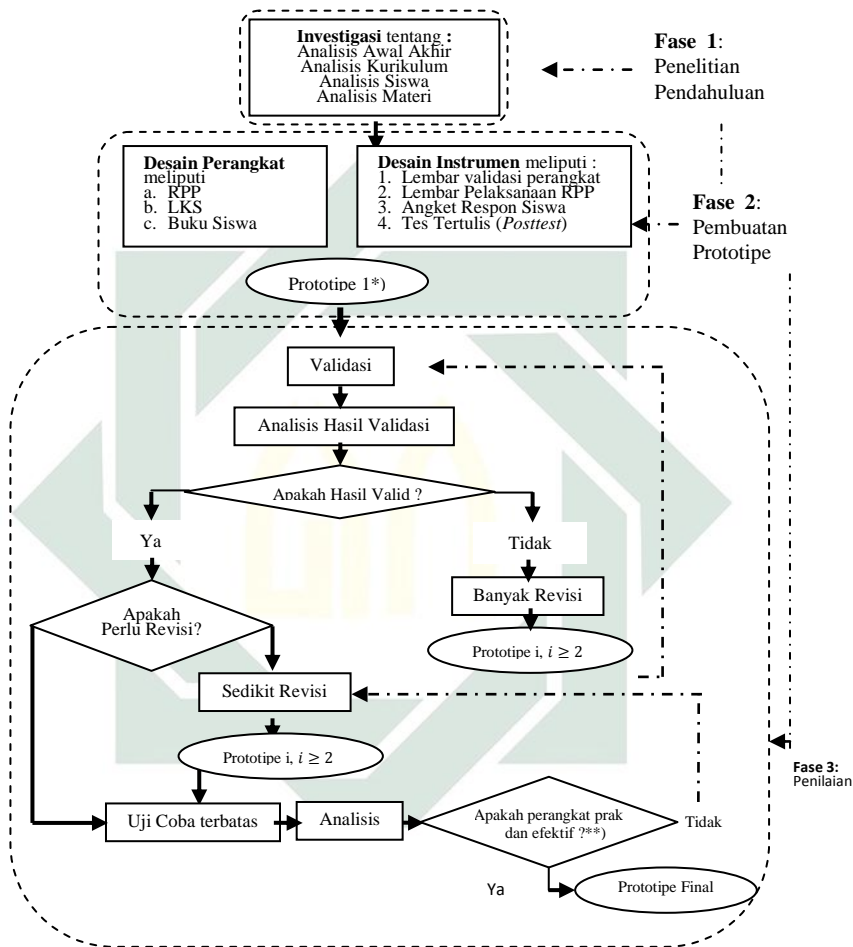 Investigasi tentang :
Analisis Awal Akhir
Analisis Kurikulum
Analisis Siswa
Analisis Materi
Fase 1:
Penelitian
Pendahuluan
Desain Perangkat
meliputi
a. RPP
b. LKS
c. Buku Siswa
Desain Instrumen meliputi :
1. Lembar validasi perangkat
2. Lembar Pelaksanaan RPP
3. Angket Respon Siswa
4. Tes Tertulis (Posttest)
Fase 2:
Pembuatan
Prototipe
Prototipe 1*)
Validasi
Analisis Hasil Validasi
Apakah Hasil Valid ?
Ya
Tidak
Banyak Revisi
Prototipe i, i ≥ 2
Apakah
Perlu Revisi?
Sedikit Revisi
Prototipe i, i ≥ 2
Uji Coba terbatas
Analisis
Apakah perangkat prak
dan efektif ?**)
Tidak
Ya
Prototipe Final
Fase 3:
Penilaian